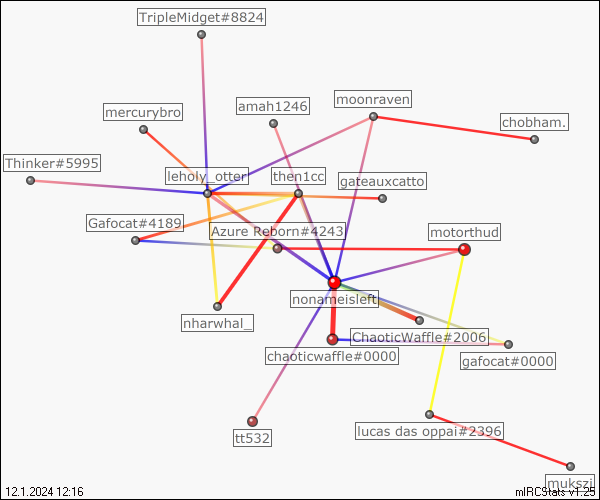 TripleMidget#8824
amah1246
moonraven
mercurybro
chobham.
Thinker#5995
leholy_otter
then1cc
gateauxcatto
Gafocat#4189
Azure Reborn#4243
motorthud
nonameisleft
nharwhal_
ChaoticWaffle#2006
chaoticwaffle#0000
gafocat#0000
tt532
lucas das oppai#2396
mukszi
12.1.2024 12:16
mIRCStats v1.25